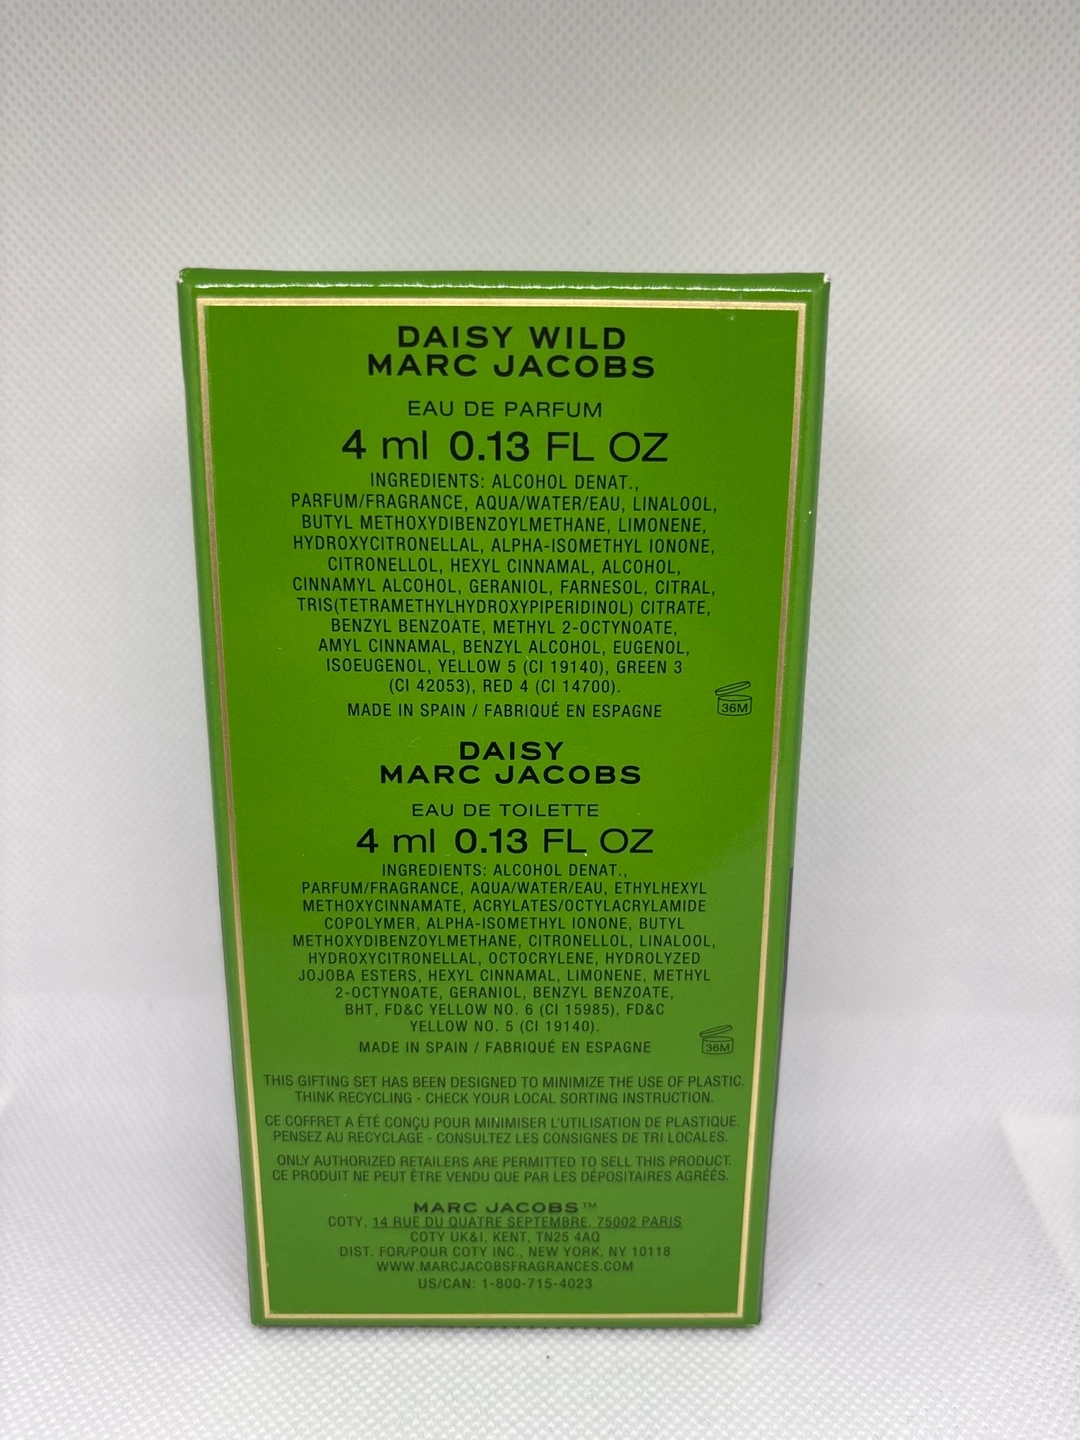 DAISY WILD
MARC JACOBS
EAU DE PARFUM
4 ml 0.13 FL OZ
INGREDIENTS: ALCOHOL DENAT.,
PARFUM/FRAGRANCE, AQUA/WATER/EAU, LINALOOL,
BUTYL METHOXYDIBENZOYLMETHANE, LIMONENE,
HYDROXYCITRONELLAL, ALPHA-ISOMETHYL IONONE,
CITRONELLOL, HEXYL CINNAMAL, ALCOHOL,
CINNAMYL ALCOHOL, GERANIOL, FARNESOL, CITRAL,
TRIS(TETRAMETHYLHYDROXYPIPERIDINOL) CITRATE,
BENZYL BENZOATE, METHYL 2-OCTYNOATE,
AMYL CINNAMAL, BENZYL ALCOHOL, EUGENOL,
ISOEUGENOL, YELLOW 5 (CI 19140), GREEN 3
(CI 42053), RED 4 (CI 14700).
36M
MADE IN SPAIN / FABRIQUÉ EN ESPAGNE
DAISY
MARC JACOBS
EAU DE TOILETTE
4 ml 0.13 FL OZ
INGREDIENTS: ALCOHOL DENAT.,
PARFUM/FRAGRANCE, AQUA/WATER/EAU, ETHYLHEXYL
METHOXYCINNAMATE, ACRYLATES/OCTYLACRYLAMIDE
COPOLYMER, ALPHA-ISOMETHYL IONONE, BUTYL
METHOXYDIBENZOYLMETHANE, CITRONELLOL, LINALOOL,
HYDROXYCITRONELLAL, OCTOCRYLENE, HYDROLYZED
JOJOBA ESTERS, HEXYL CINNAMAL, LIMONENE, METHYL
2-OCTYNOATE, GERANIOL, BENZYL BENZOATE,
BHT, FD&C YELLOW NO. 6 (CI 15985), FD&C
YELLOW NO. 5 (CI 19140).
MADE IN SPAIN / FABRIQUÉ EN ESPAGNE
36M
THIS GIFTING SET HAS BEEN DESIGNED TO MINIMIZE THE USE OF PLASTIC.
THINK RECYCLING - CHECK YOUR LOCAL SORTING INSTRUCTION.
CE COFFRET A ÉTÉ CONÇU POUR MINIMISER L'UTILISATION DE PLASTIQUE.
PENSEZ AU RECYCLAGE - CONSULTEZ LES CONSIGNES DE TRI LOCALES.
ONLY AUTHORIZED RETAILERS ARE PERMITTED TO SELL THIS PRODUCT.
CE PRODUIT NE PEUT ÊTRE VENDU QUE PAR LES DÉPOSITAIRES AGRÉÉS.
MARC JACOBS™
COTY, 14 RUE DU QUATRE SEPTEMBRE, 75002 PARIS
COTY UK&I, KENT, TN25 4AQ
DIST. FOR/POUR COTY INC., NEW YORK, NY 10118
WWW.MARCJACOBSFRAGRANCES.COM
US/CAN: 1-800-715-4023